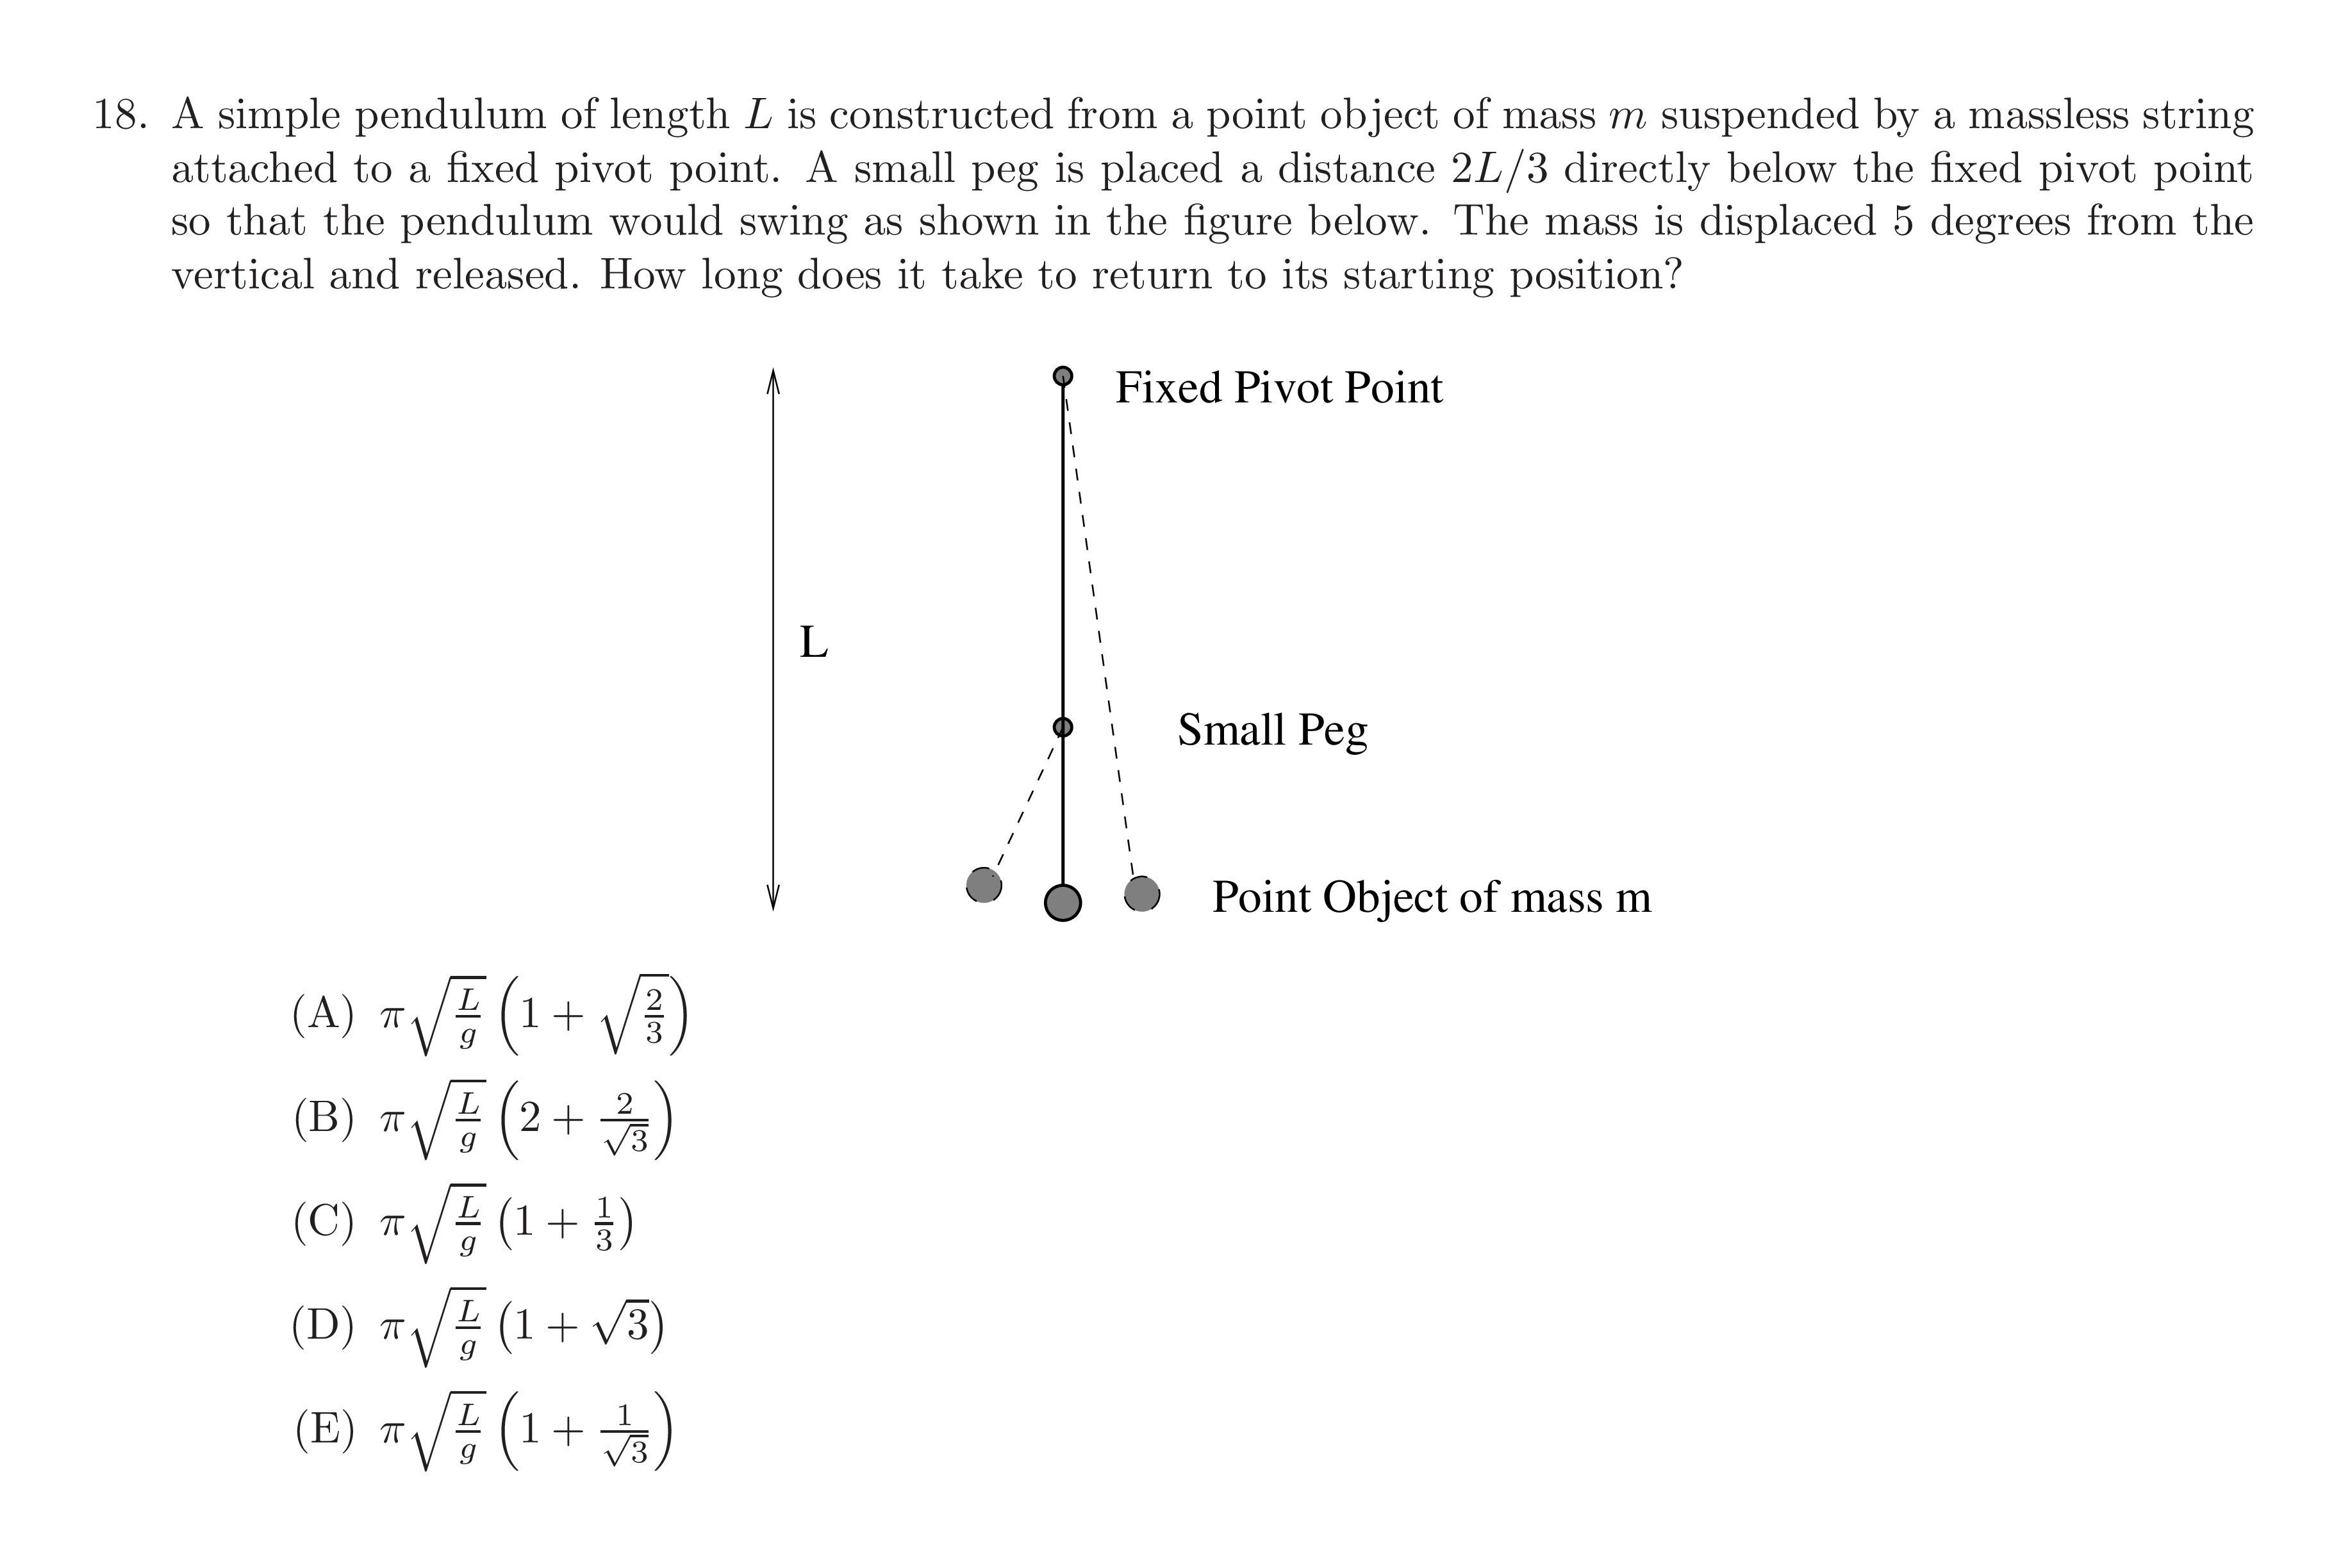 18. A simple pendulum of length L is constructed from a point object of mass m suspended by a massless string
attached to a fixed pivot point. A small peg is placed a distance 2L/3 directly below the fixed pivot point
so that the pendulum would swing as shown in the figure below. The mass is displaced 5 degrees from the
vertical and released. How long does it take to return to its starting position?
Fixed Pivot Point
L
Small Peg
Point Object of mass m
(A) $\pi\sqrt{\frac{L}{g}}\left(1+\sqrt{\frac{2}{3}}\right)$
(B) $\pi\sqrt{\frac{L}{g}}\left(2+\frac{2}{\sqrt{3}}\right)$
(C) $\pi\sqrt{\frac{L}{g}}\left(1+\frac{1}{3}\right)$
(D) $\pi\sqrt{\frac{L}{g}}\left(1+\sqrt{3}\right)$
(E) $\pi\sqrt{\frac{L}{g}}\left(1+\frac{1}{\sqrt{3}}\right)$